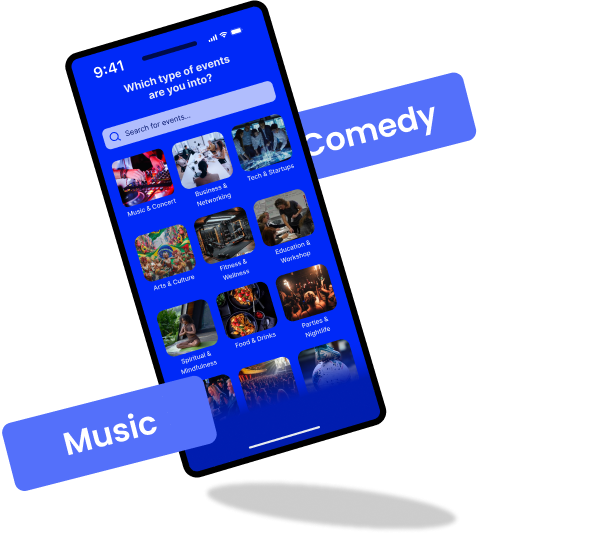 9:41
Which type of events
are you into?
Search for events...
Comedy
Music & Concert
Business &
Networking
Tech & Startups
Arts & Culture
Fitness &
Wellness
Education &
Workshop
Spiritual &
Mindfulness
Food & Drinks
Parties &
Nightlife
Music